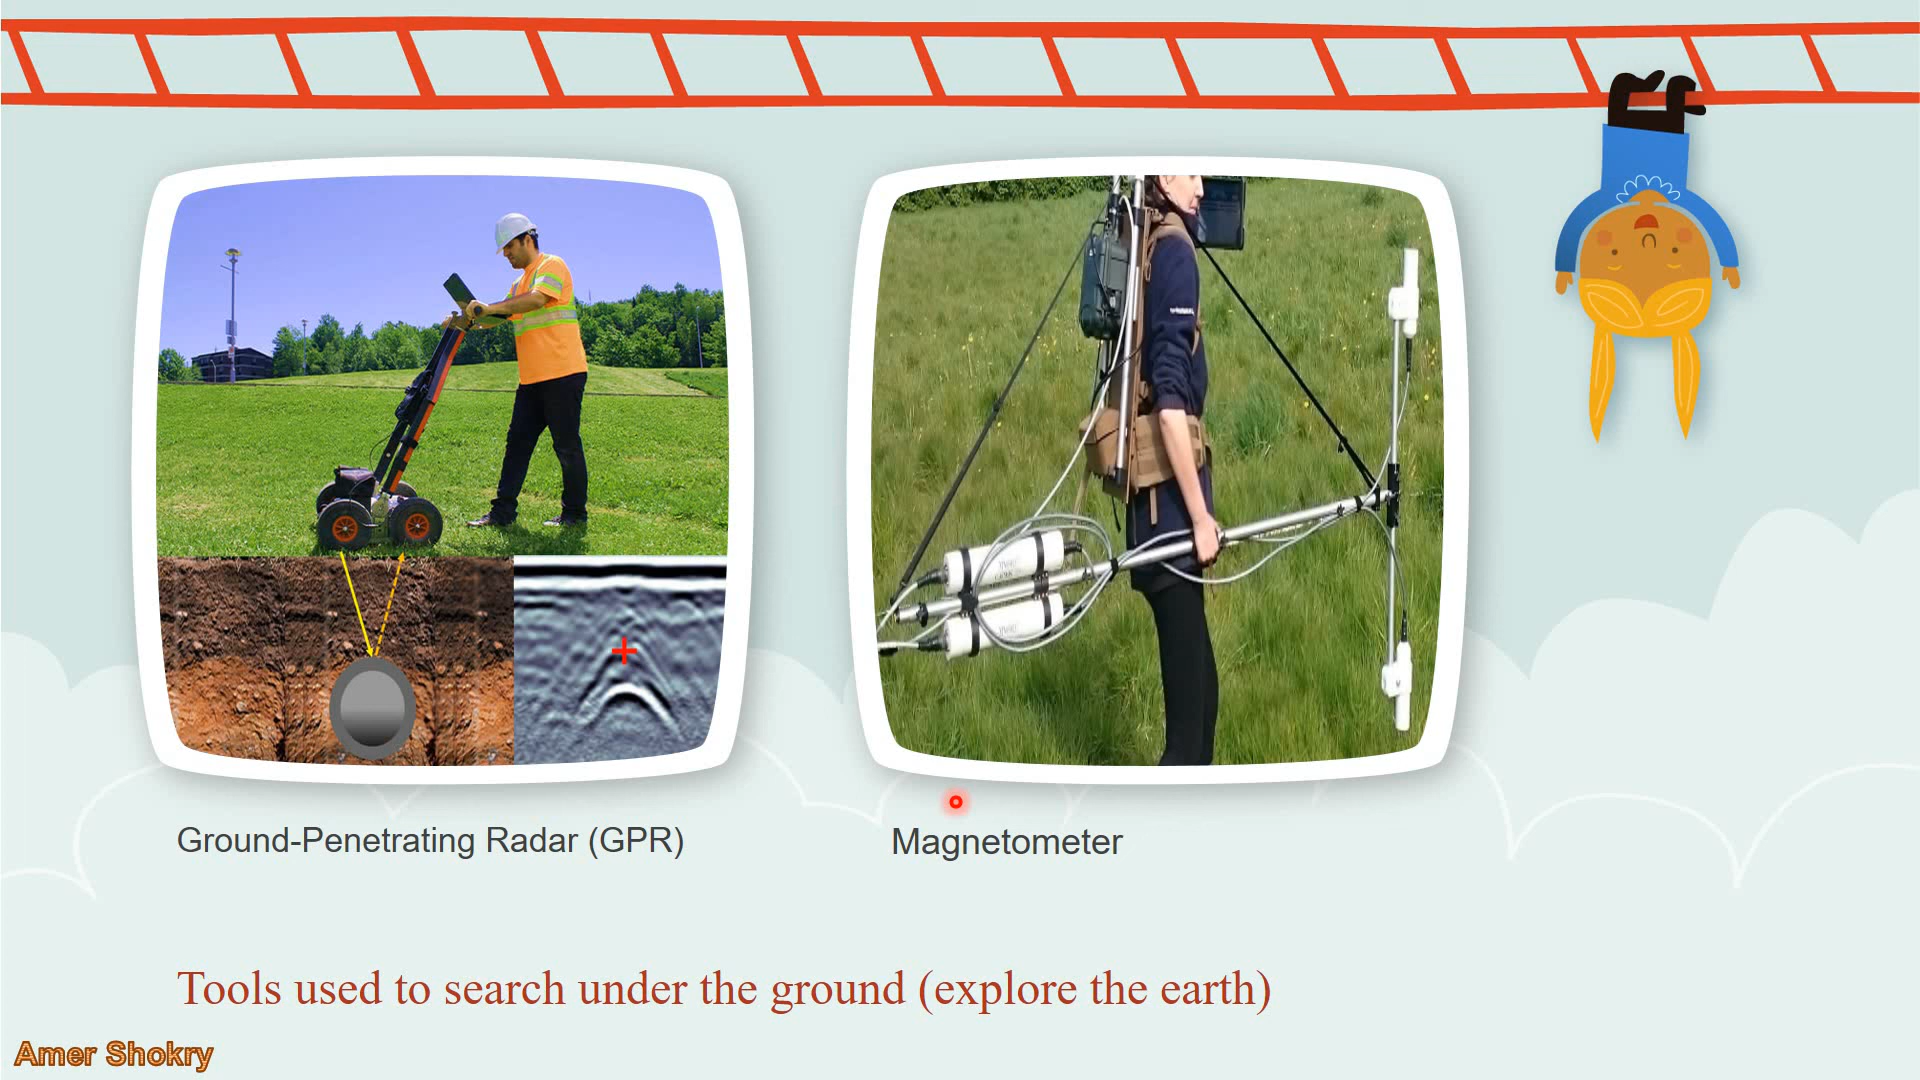 Ground-Penetrating Radar (GPR)
Magnetometer
Tools used to search under the ground (explore the earth)
Amer Shokry